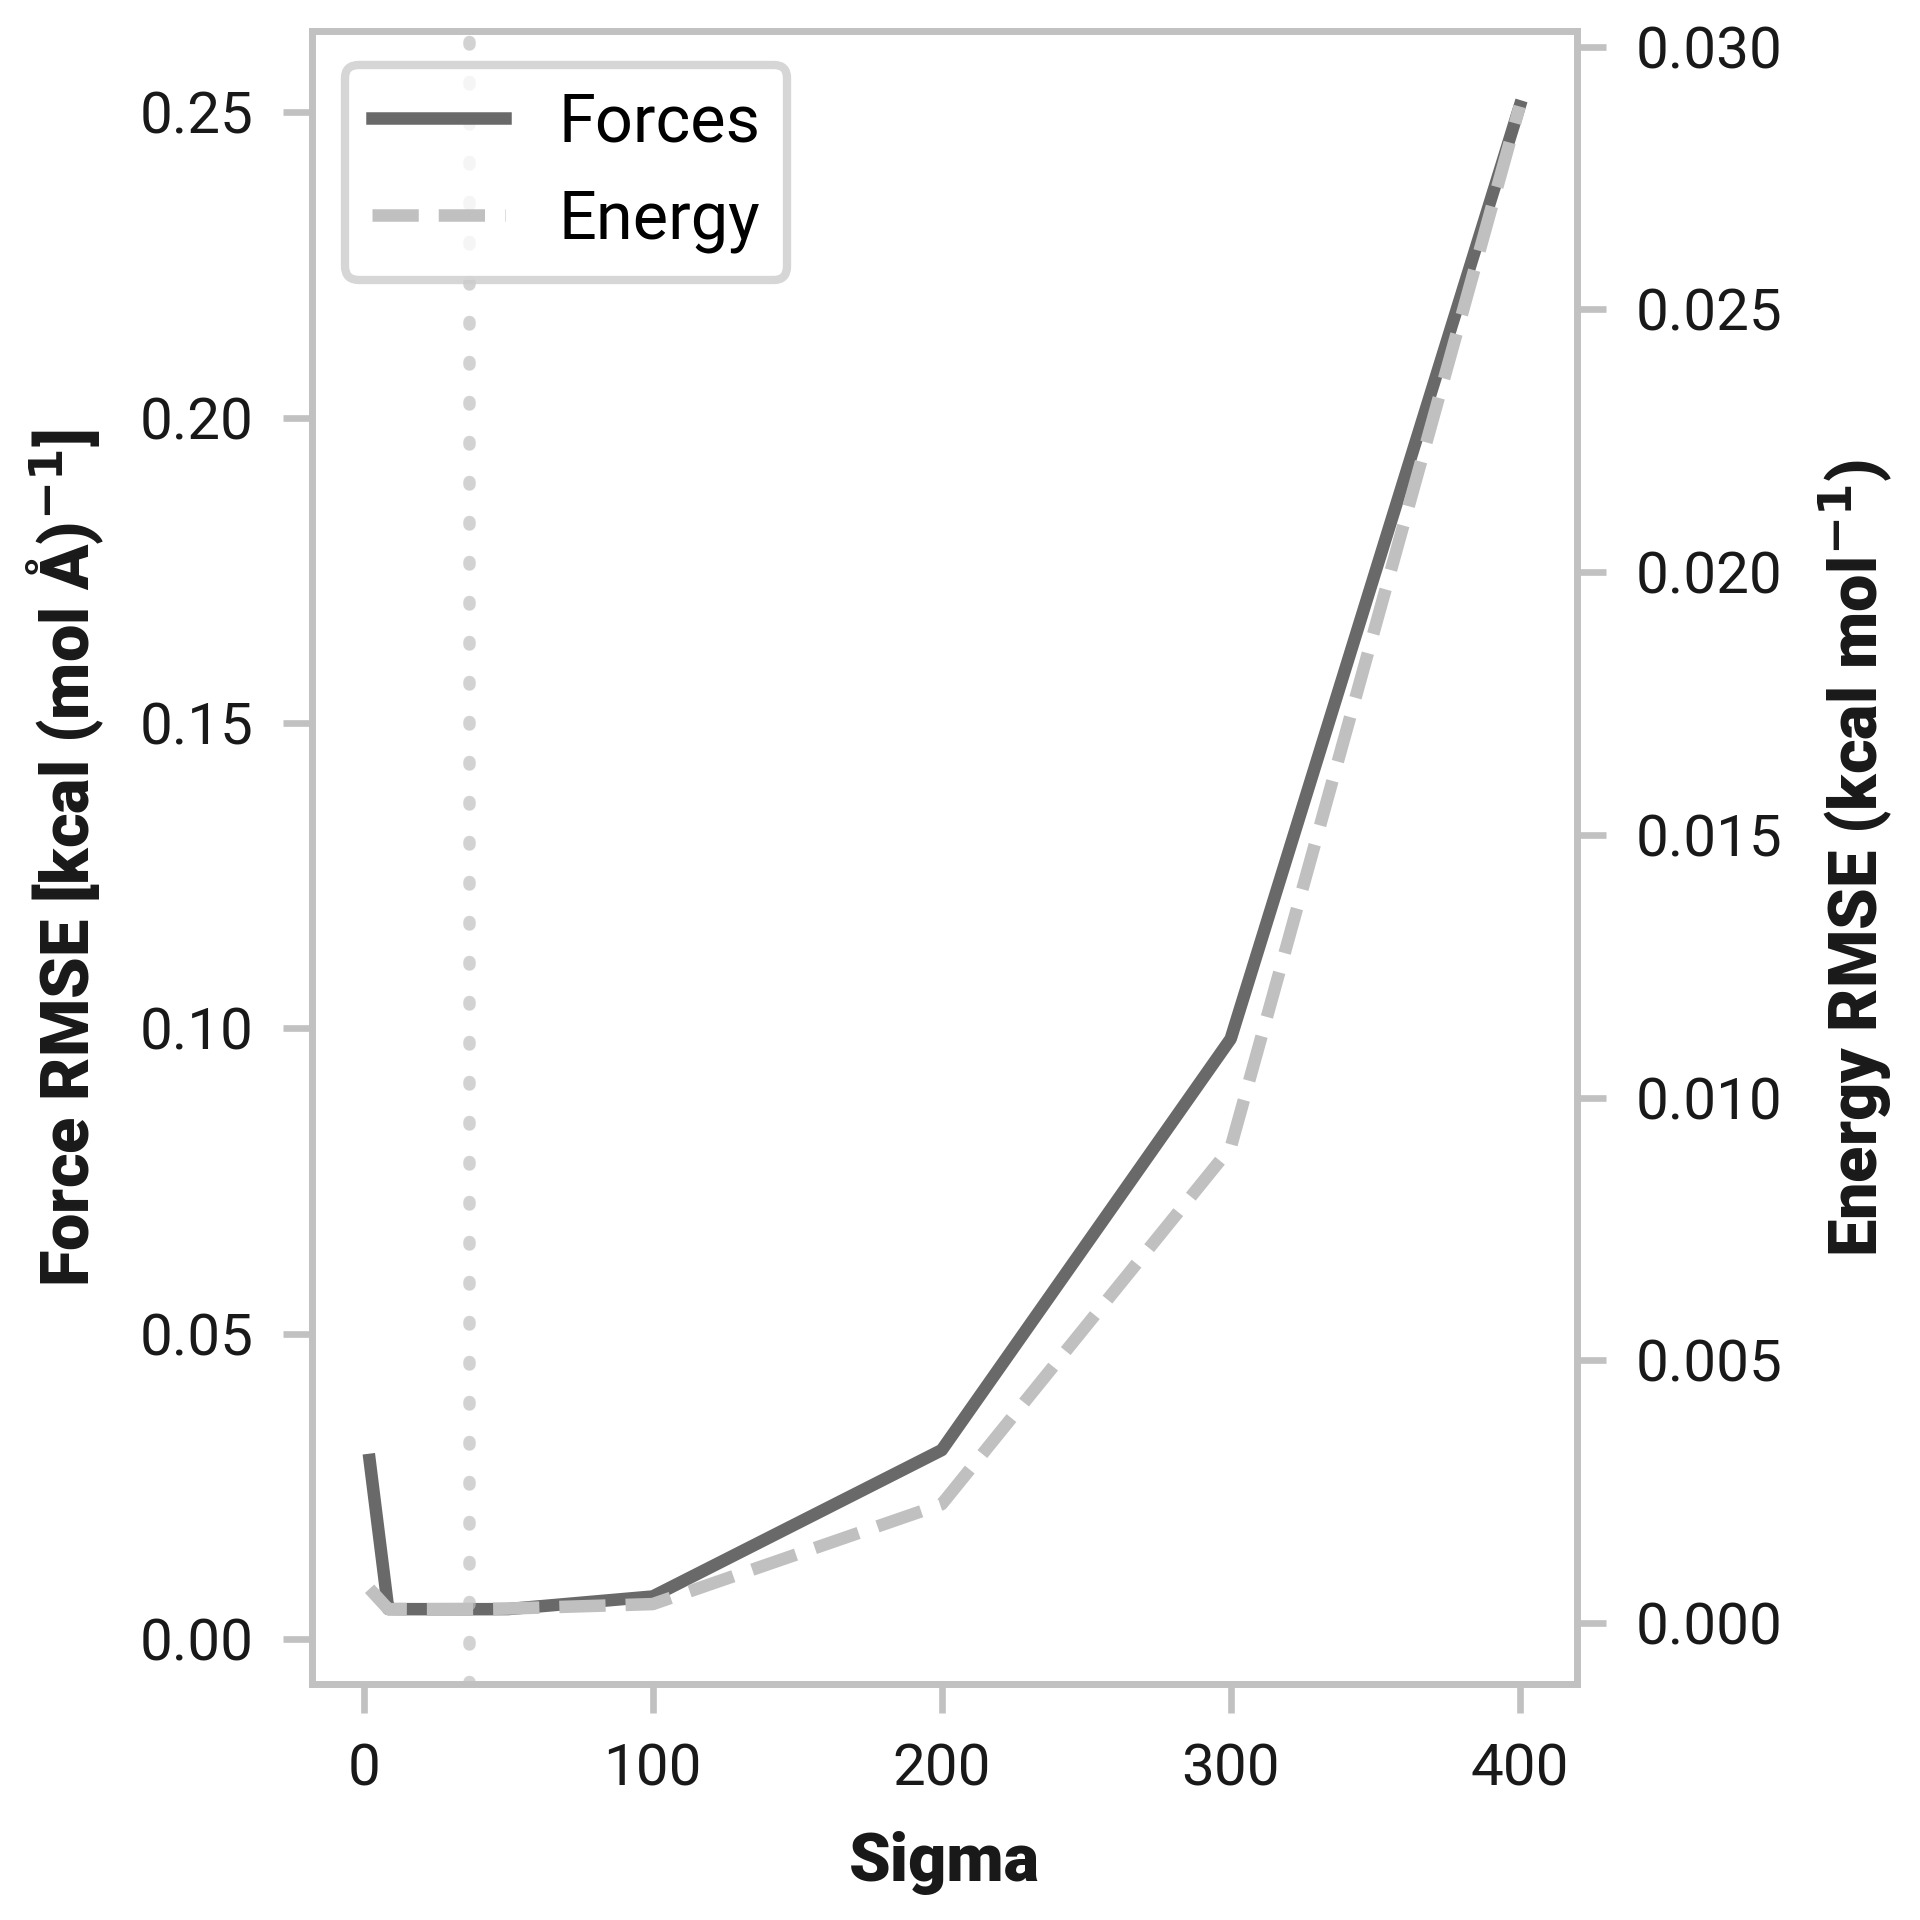 Forces
Energy
0.25
0.20
0.15
0.10
0.05
0.00
Force RMSE [kcal (mol Å)⁻¹]
0.030
0.025
0.020
0.015
0.010
0.005
0.000
Energy RMSE (kcal mol⁻¹)
0 100 200 300 400
Sigma